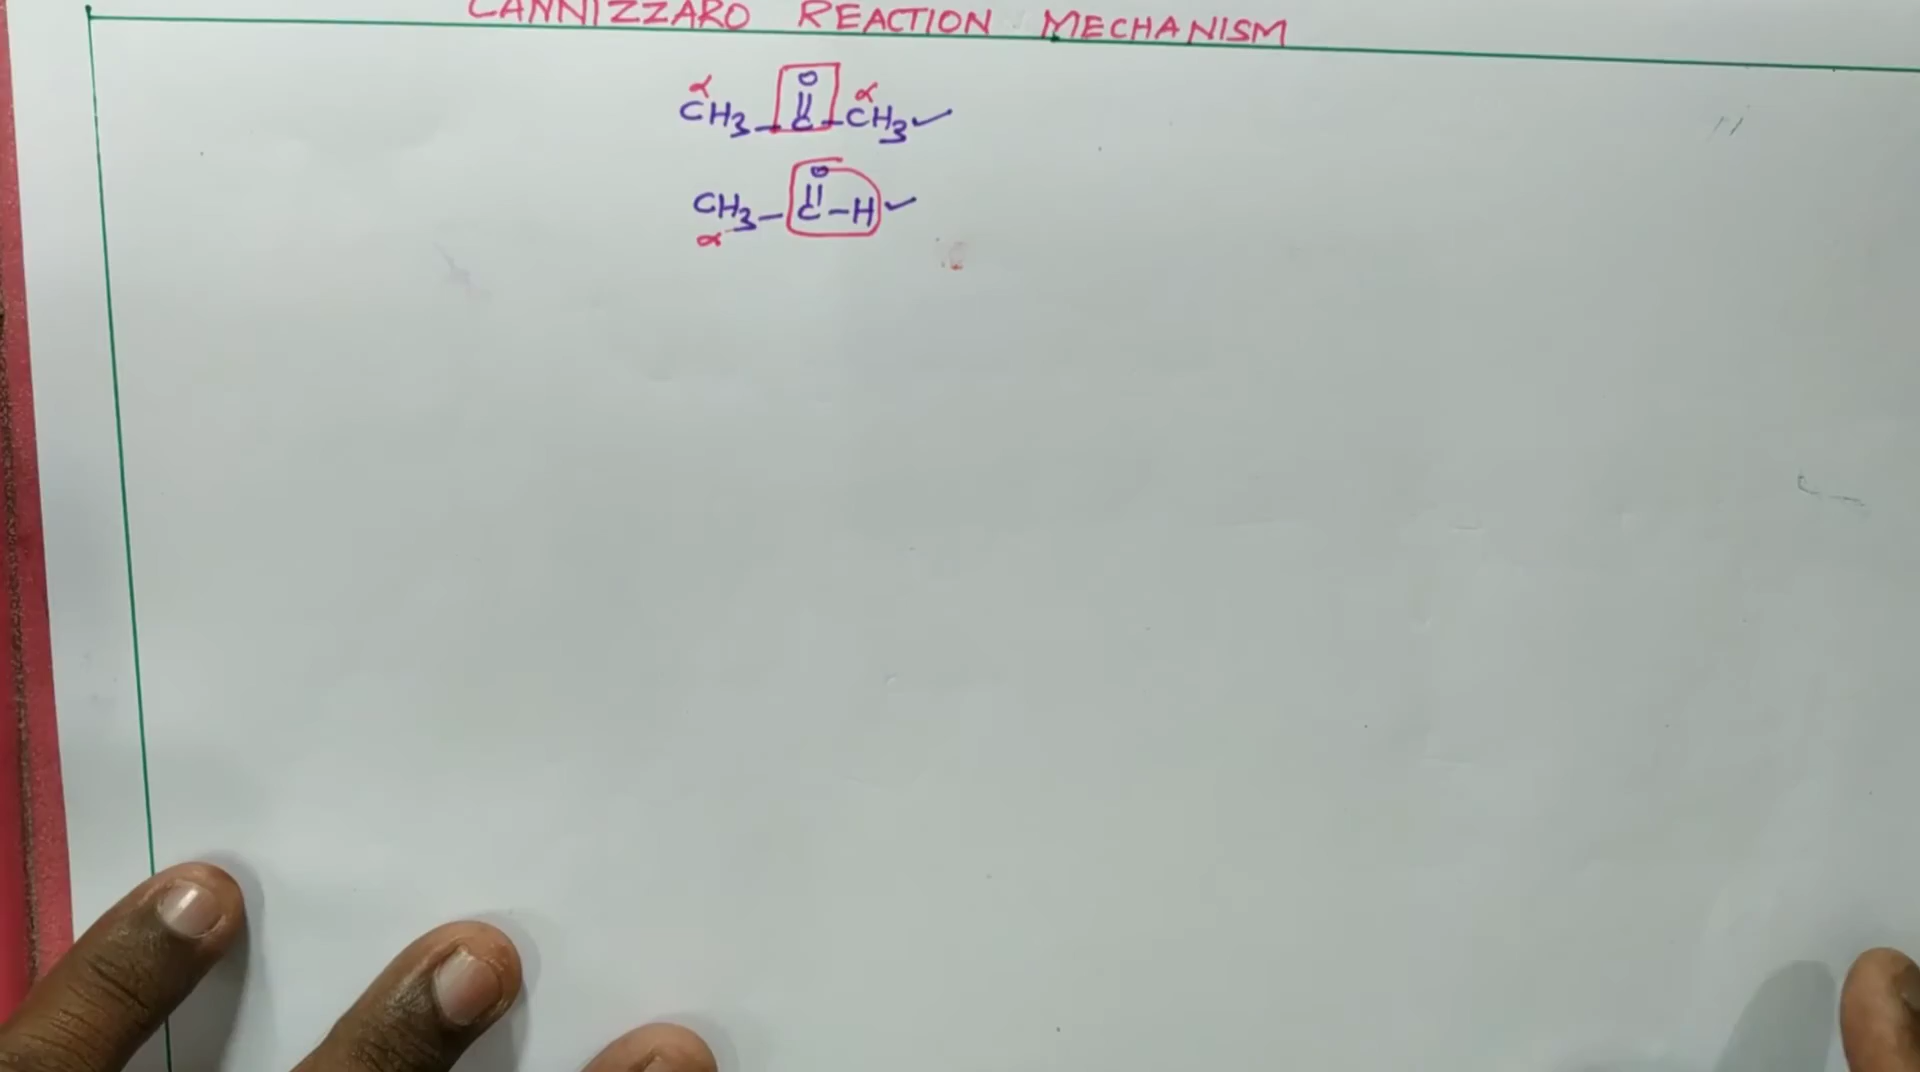 CANNIZZARO REACTION MECHANISM
α O α
CH3-C-CH3 ✓
O
CH3-C-H ✓
α